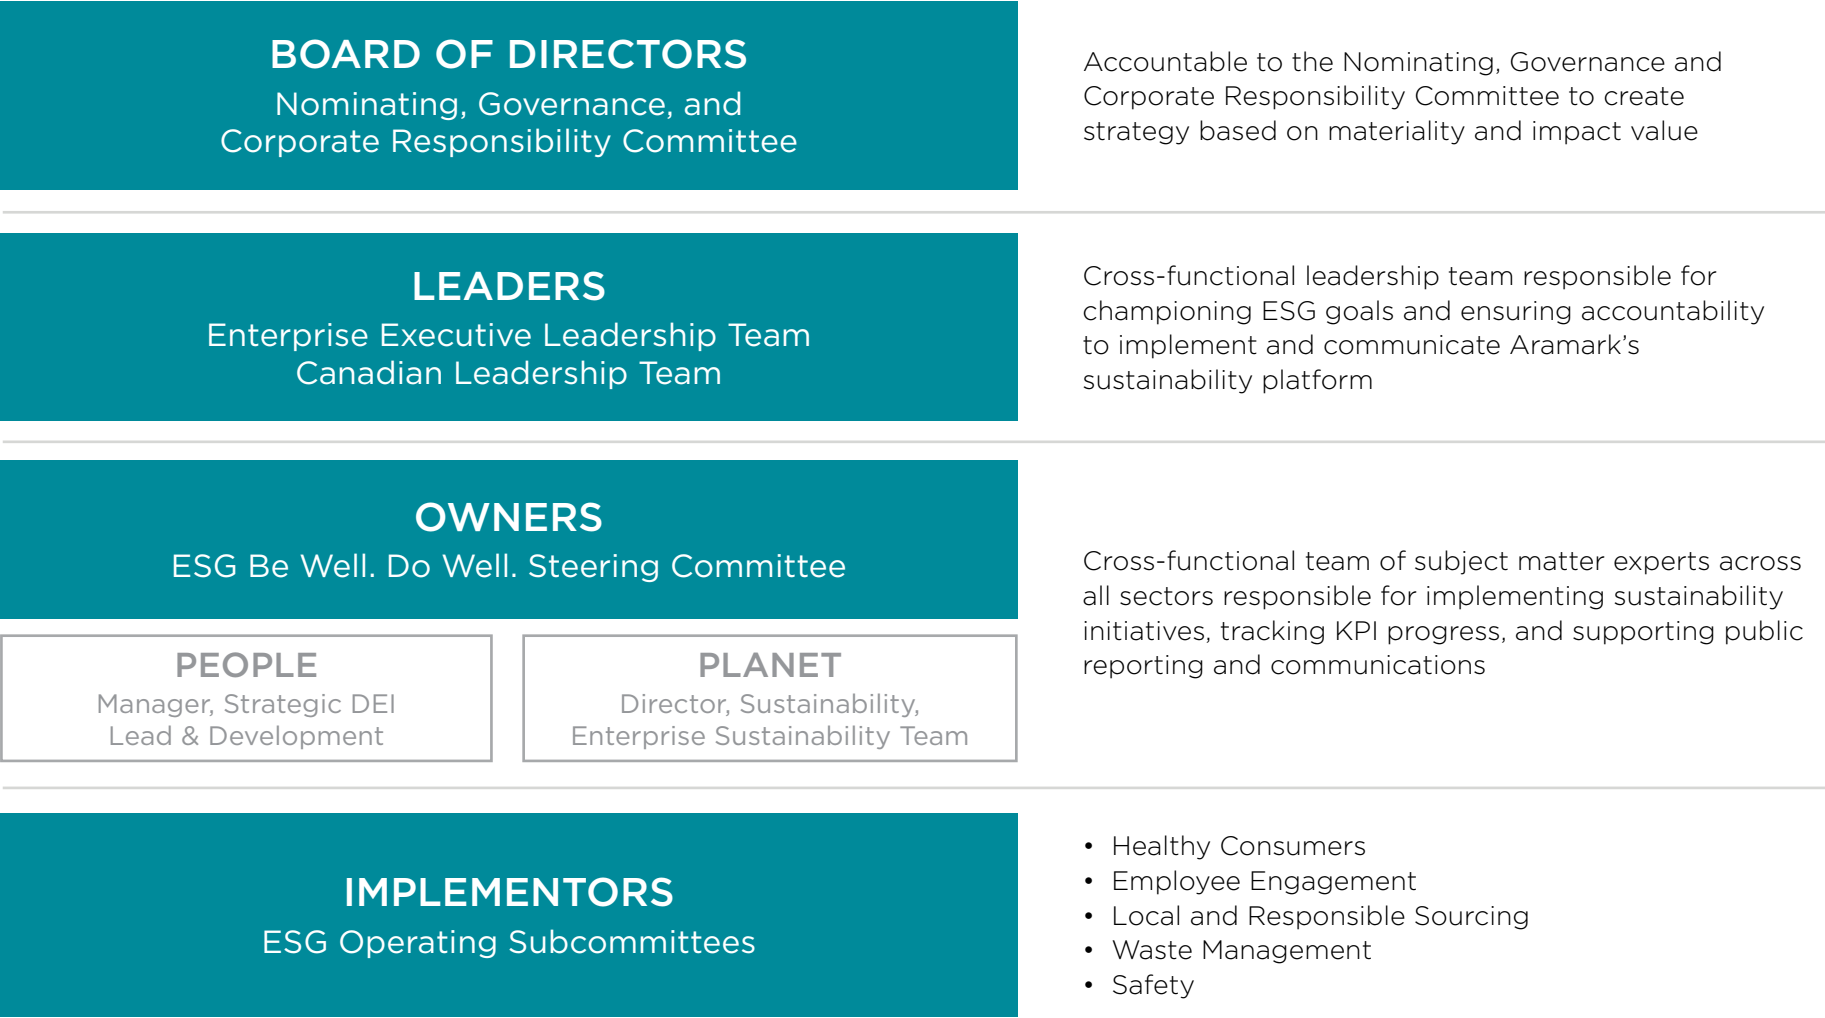 BOARD OF DIRECTORS
Nominating, Governance, and
Corporate Responsibility Committee
Accountable to the Nominating, Governance and
Corporate Responsibility Committee to create
strategy based on materiality and impact value
LEADERS
Enterprise Executive Leadership Team
Canadian Leadership Team
Cross-functional leadership team responsible for
championing ESG goals and ensuring accountability
to implement and communicate Aramark’s
sustainability platform
OWNERS
ESG Be Well. Do Well. Steering Committee
PEOPLE
Manager, Strategic DEI
Lead & Development
PLANET
Director, Sustainability,
Enterprise Sustainability Team
Cross-functional team of subject matter experts across
all sectors responsible for implementing sustainability
initiatives, tracking KPI progress, and supporting public
reporting and communications
IMPLEMENTORS
ESG Operating Subcommittees
• Healthy Consumers
• Employee Engagement
• Local and Responsible Sourcing
• Waste Management
• Safety